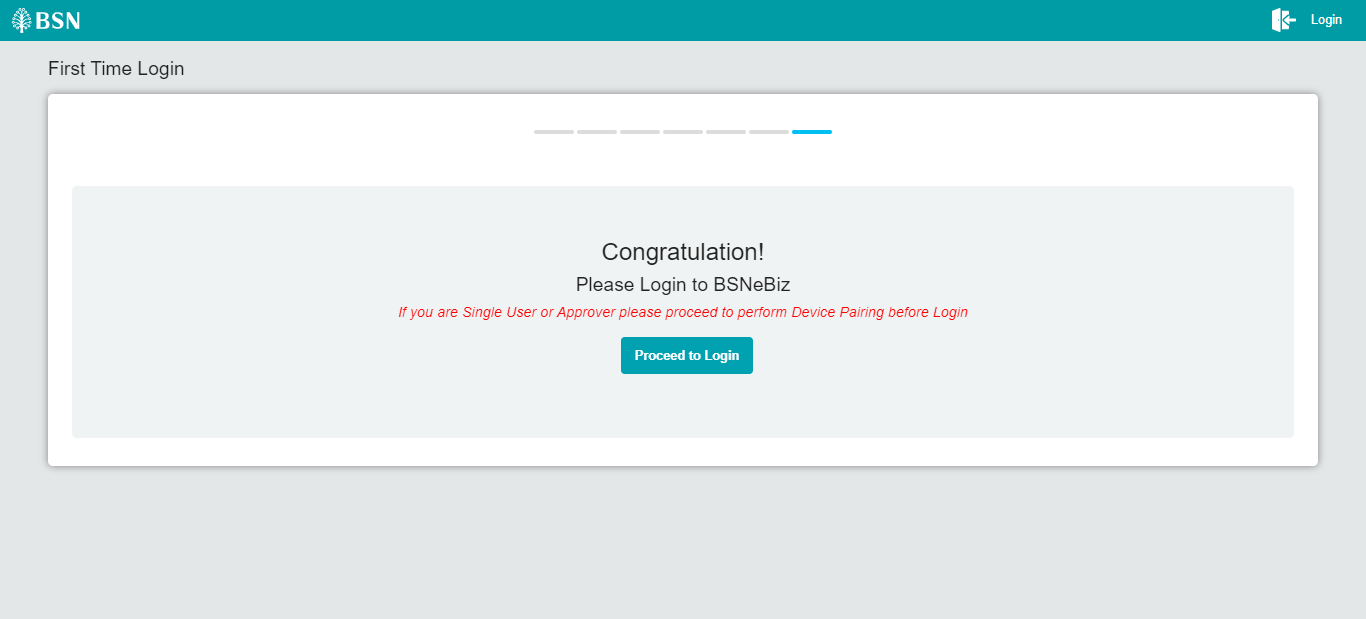 BSN
Login
First Time Login
Congratulation!
Please Login to BSNeBiz
If you are Single User or Approver please proceed to perform Device Pairing before Login
Proceed to Login